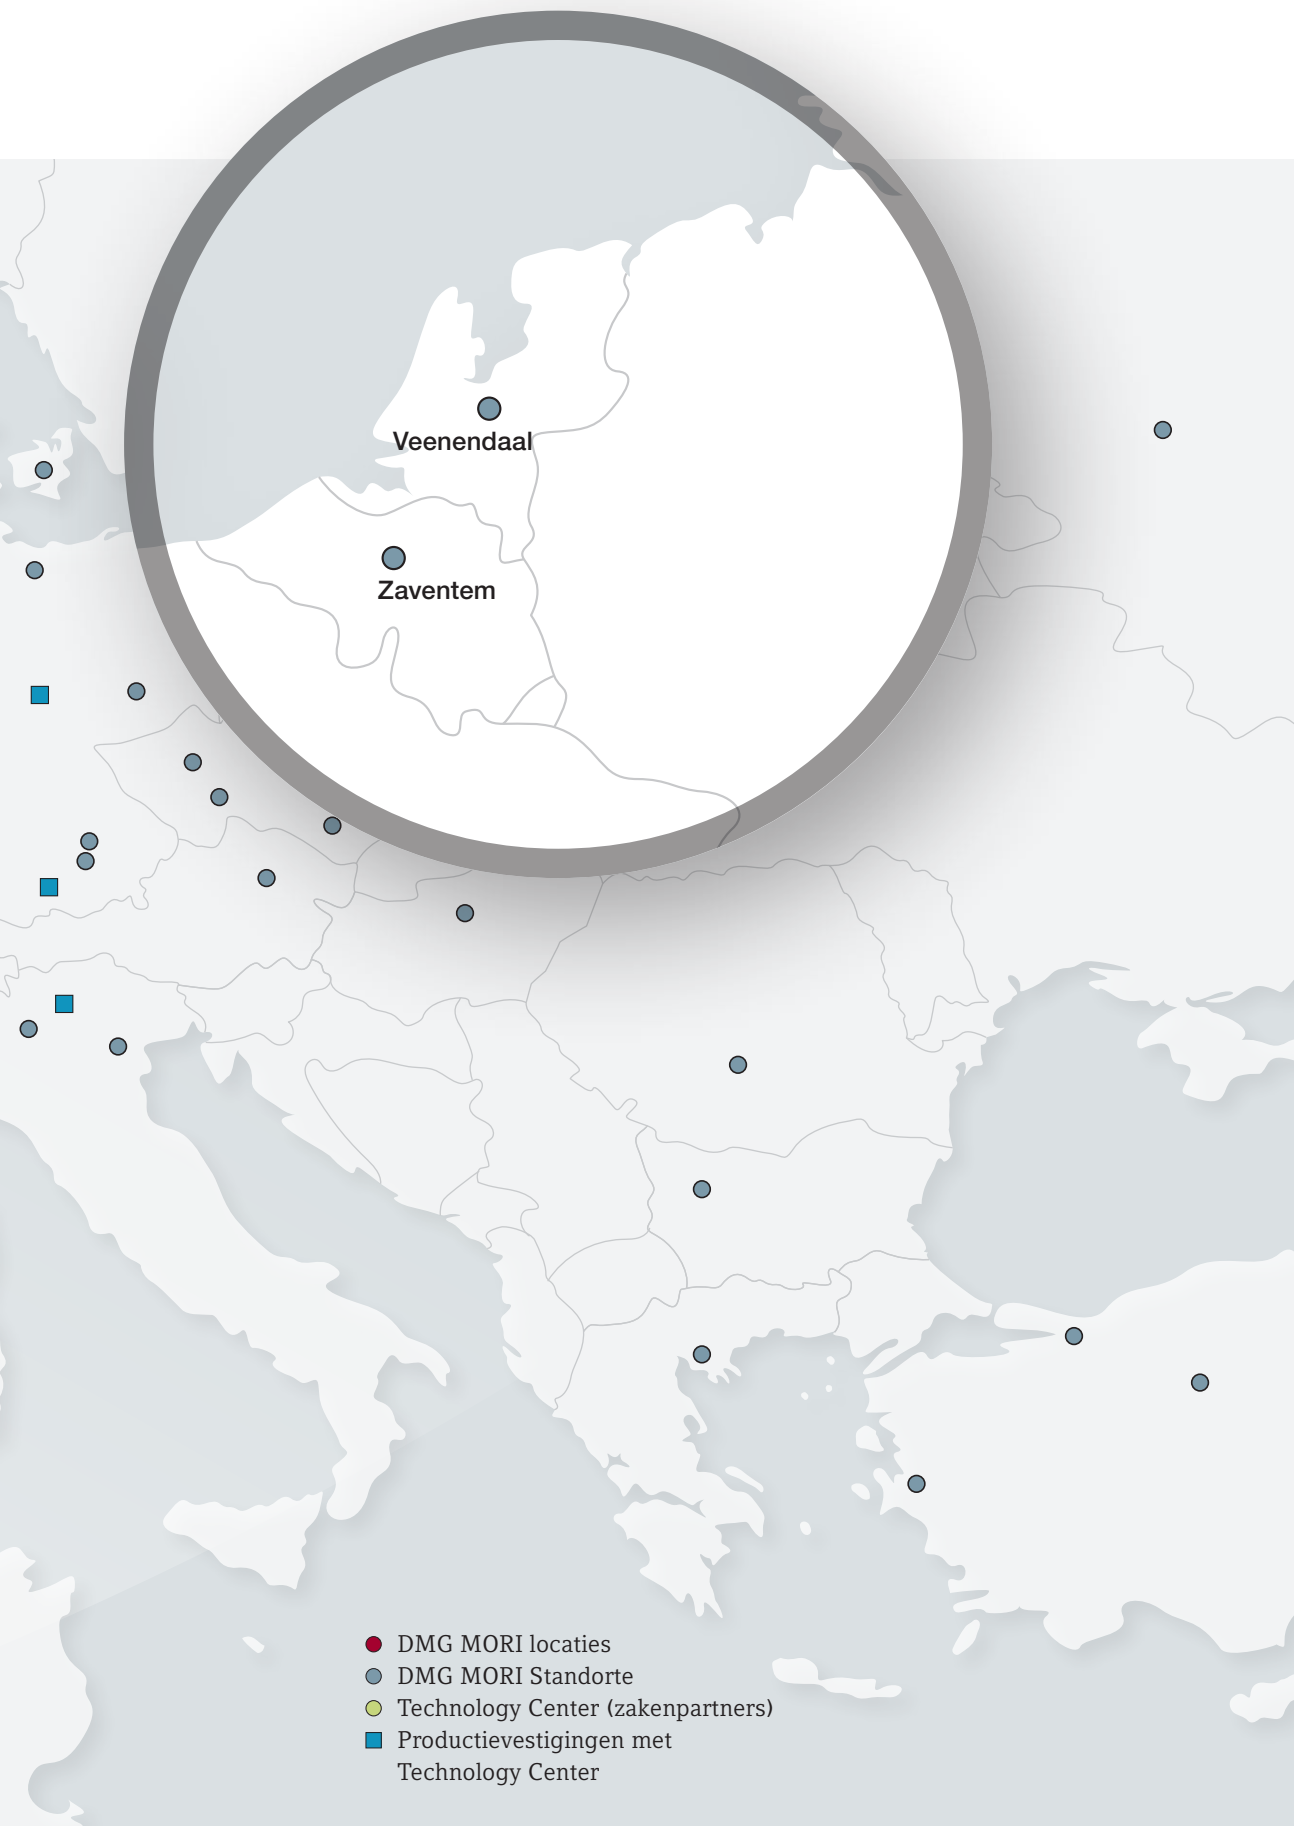 Veenendaal
Zaventem
DMG MORI locaties
DMG MORI Standorte
Technology Center (zakenpartners)
Productievestigingen met
Technology Center